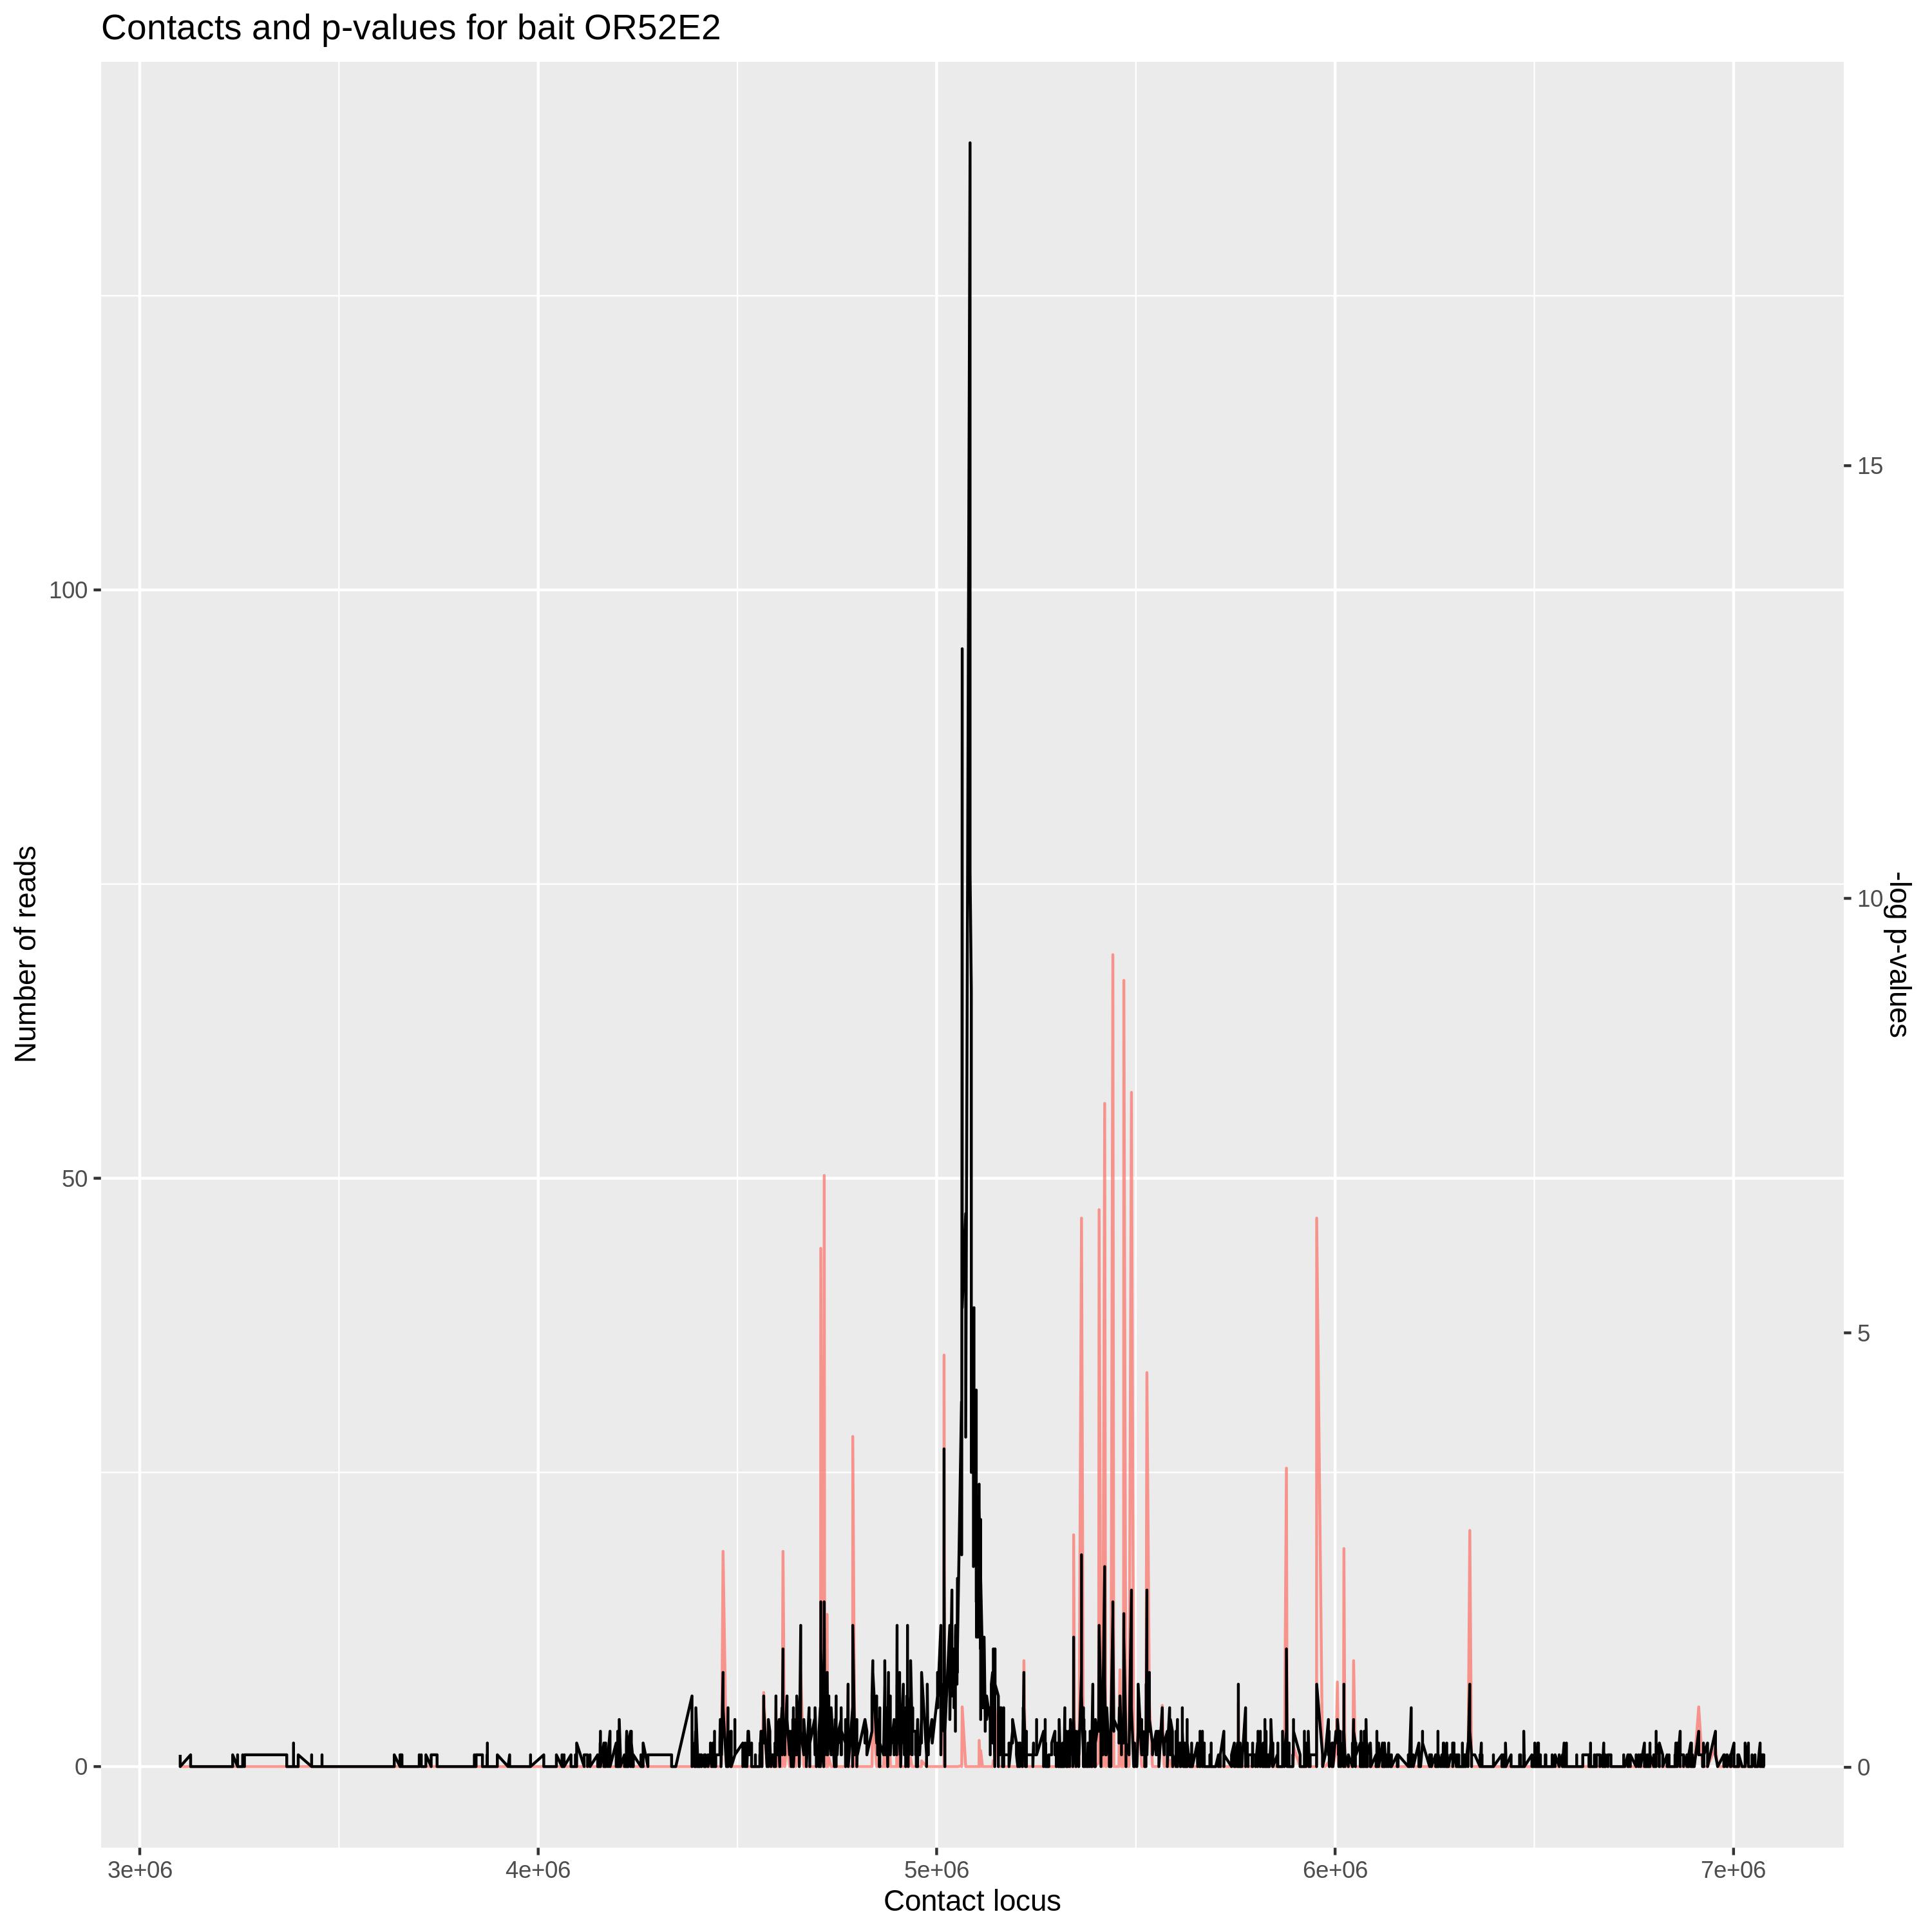 Contacts and p-values for bait OR52E2
Number of reads
100
50
0
15
10
5
0
-log p-values
3e+06
4e+06
5e+06
6e+06
7e+06
Contact locus